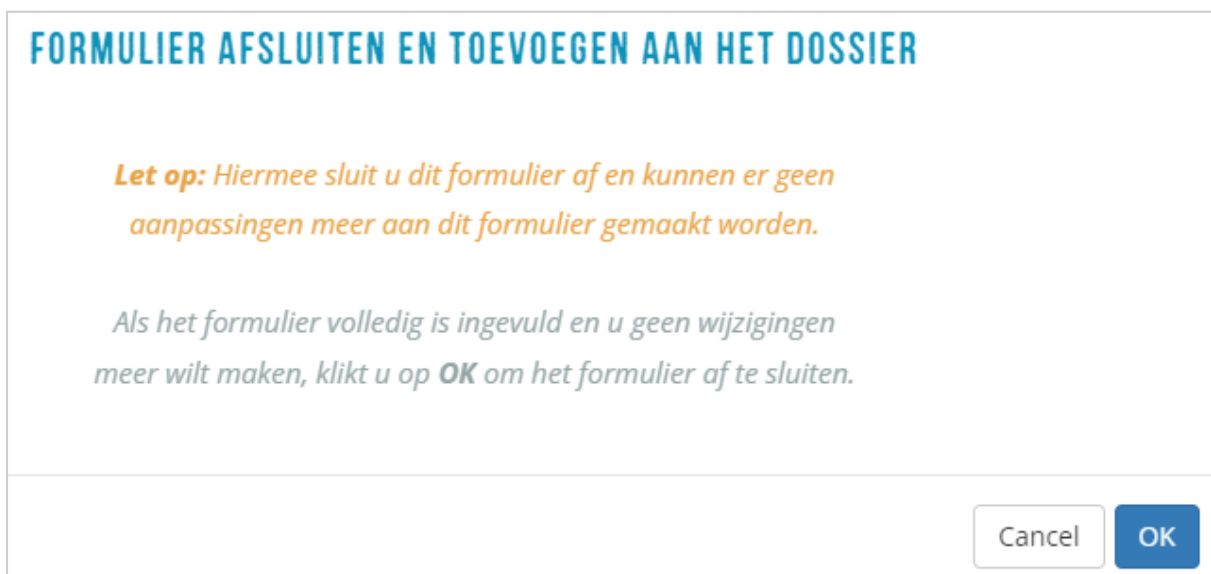 FORMULIER AFSLUITEN EN TOEVOEGEN AAN HET DOSSIER
Let op: Hiermee sluit u dit formulier af en kunnen er geen
aanpassingen meer aan dit formulier gemaakt worden.
Als het formulier volledig is ingevuld en u geen wijzigingen
meer wilt maken, klikt u op OK om het formulier af te sluiten.
Cancel OK